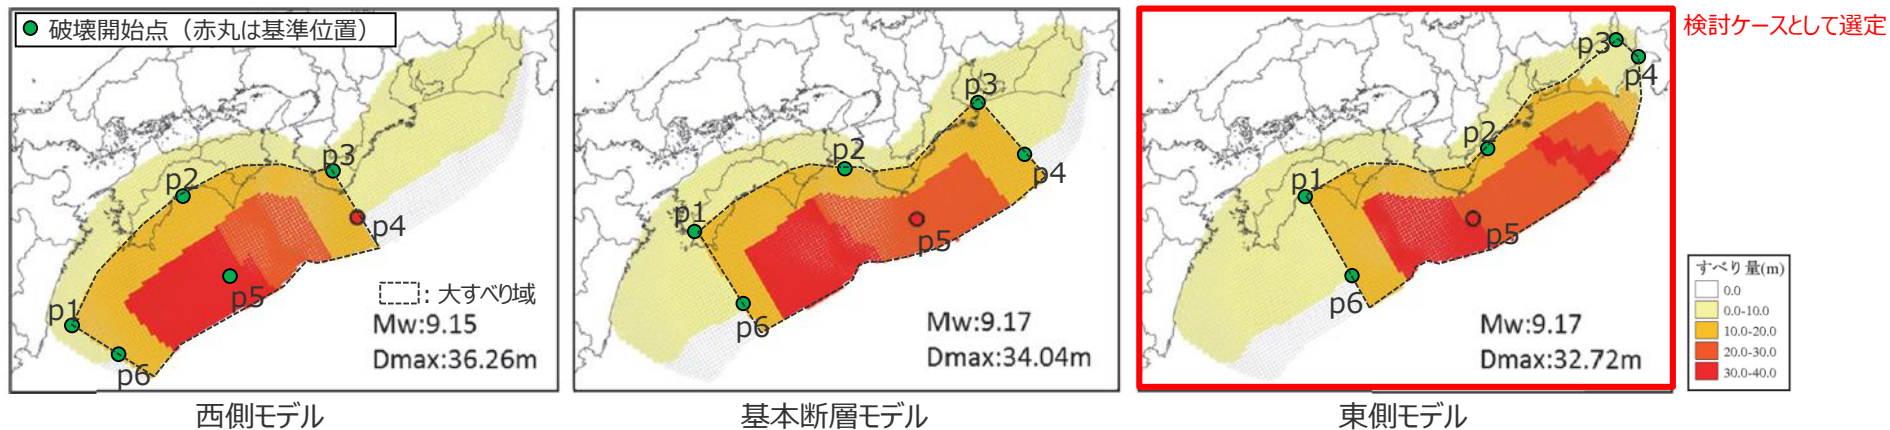 破壊開始点（赤丸は基準位置）
p3
p2
p4
p5
p1
p6
[    ]: 大すべり域
Mw:9.15
Dmax:36.26m
西側モデル
p3
p2
p4
p1
p5
p6
Mw:9.17
Dmax:34.04m
基本断層モデル
p3
p4
p2
p1
p5
p6
Mw:9.17
Dmax:32.72m
東側モデル
検討ケースとして選定
すべり量(m)
0.0
0.0-10.0
10.0-20.0
20.0-30.0
30.0-40.0